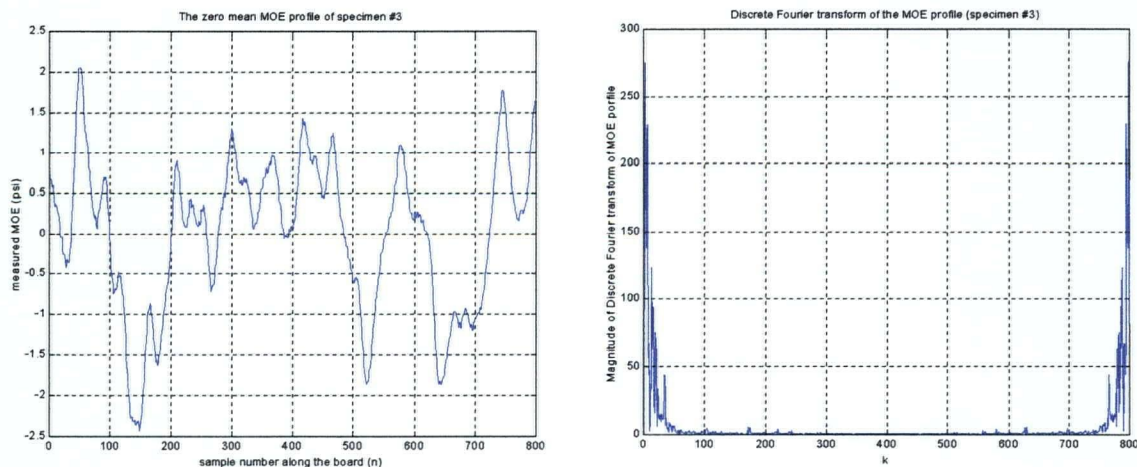 The zero mean MOE profile of specimen #3
2.5
2
1.5
1
0.5
0
-0.5
-1
-1.5
-2
-2.5
measured MOE (psi)
0 100 200 300 400 500 600 700 800
sample number along the board (n)
Discrete Fourier transform of the MOE profile (specimen #3)
300
250
200
150
100
50
0
Magnitude of Discrete Fourier transform of MOE porfile
0 100 200 300 400 500 600 700 800
k